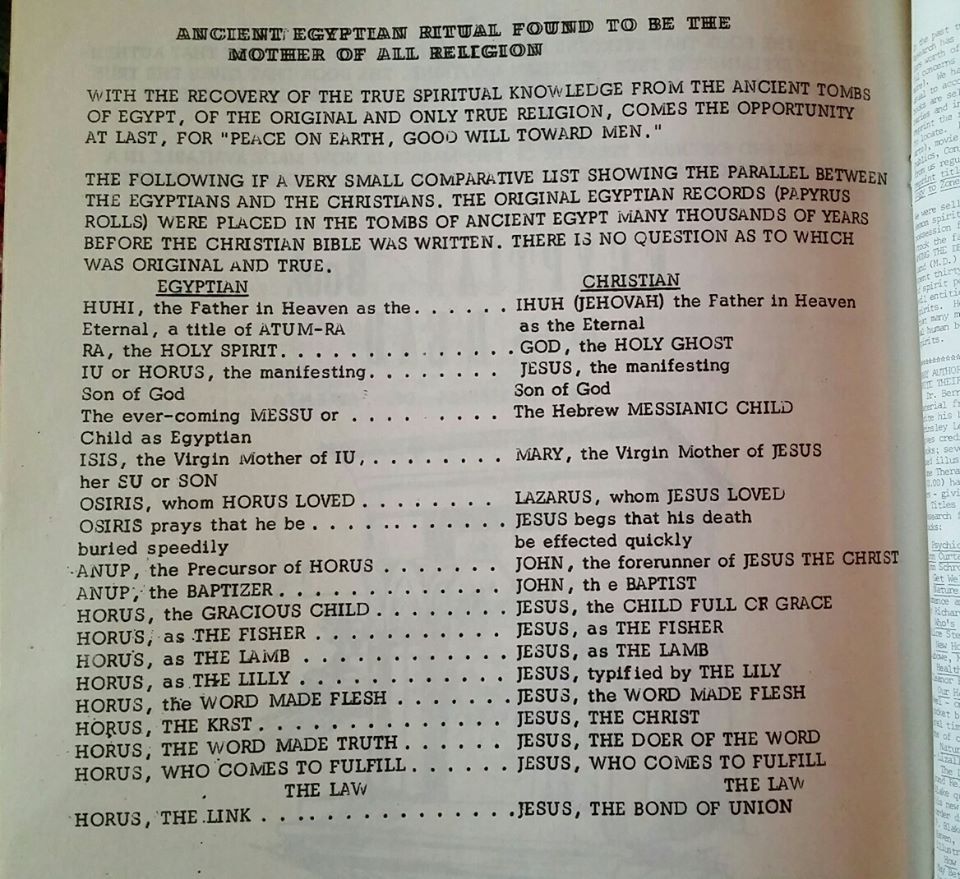 ANCIENT EGYPTIAN RITUAL FOUND TO BE THE
MOTHER OF ALL RELIGION
WITH THE RECOVERY OF THE TRUE SPIRITUAL KNOWLEDGE FROM THE ANCIENT TOMBS
OF EGYPT, OF THE ORIGINAL AND ONLY TRUE RELIGION, COMES THE OPPORTUNITY
AT LAST, FOR "PEACE ON EARTH, GOOD WILL TOWARD MEN."
THE FOLLOWING IF A VERY SMALL COMPARATIVE LIST SHOWING THE PARALLEL BETWEEN
THE EGYPTIANS AND THE CHRISTIANS. THE ORIGINAL EGYPTIAN RECORDS (PAPYRUS
ROLLS) WERE PLACED IN THE TOMBS OF ANCIENT EGYPT MANY THOUSANDS OF YEARS
BEFORE THE CHRISTIAN BIBLE WAS WRITTEN. THERE IS NO QUESTION AS TO WHICH
WAS ORIGINAL AND TRUE.
EGYPTIAN CHRISTIAN
HUHI, the Father in Heaven as the. . . . . . IHUH (JEHOVAH) the Father in Heaven
Eternal, a title of ATUM-RA as the Eternal
RA, the HOLY SPIRIT. . . . . . . . . . . . . . GOD, the HOLY GHOST
IU or HORUS, the manifesting. . . . . . . . JESUS, the manifesting
Son of God Son of God
The ever-coming MESSU or . . . . . . . . . The Hebrew MESSIANIC CHILD
Child as Egyptian
ISIS, the Virgin Mother of IU, . . . . . . . . MARY, the Virgin Mother of JESUS
her SU or SON
OSIRIS, whom HORUS LOVED . . . . . . . . LAZARUS, whom JESUS LOVED
OSIRIS prays that he be . . . . . . . . . . . . JESUS begs that his death
buried speedily be effected quickly
ANUP, the Precursor of HORUS . . . . . . . JOHN, the forerunner of JESUS THE CHRIST
ANUP, the BAPTIZER. . . . . . . . . . . . . . JOHN, th e BAPTIST
HORUS, the GRACIOUS CHILD. . . . . . . . JESUS, the CHILD FULL OF GRACE
HORUS, as THE FISHER . . . . . . . . . . . JESUS, as THE FISHER
HORUS, as THE LAMB . . . . . . . . . . . . JESUS, as THE LAMB
HORUS, as THE LILLY . . . . . . . . . . . . JESUS, typified by THE LILY
HORUS, the WORD MADE FLESH . . . . . . . JESUS, the WORD MADE FLESH
HORUS, THE KRST. . . . . . . . . . . . . . . JESUS, THE CHRIST
HORUS, THE WORD MADE TRUTH . . . . . . JESUS, THE DOER OF THE WORD
HORUS, WHO COMES TO FULFILL. . . . . . JESUS, WHO COMES TO FULFILL
THE LAW THE LAW
HORUS, THE LINK . . . . . . . . . . . . . . . JESUS, THE BOND OF UNION